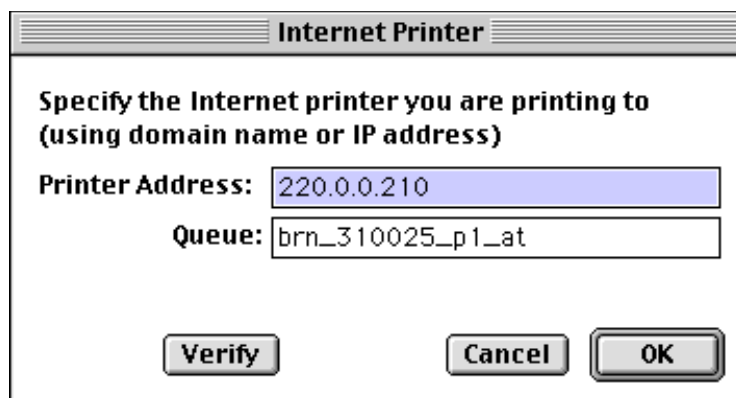 Internet Printer
Specify the Internet printer you are printing to
(using domain name or IP address)
Printer Address: 220.0.0.210
Queue: brn_310025_p1_at
Verify Cancel OK